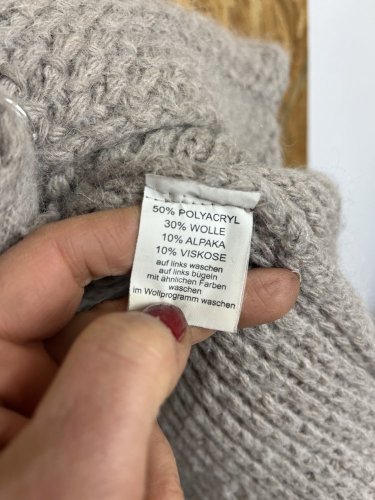 50% POLYACRYL
30% WOLLE
10% ALPAKA
10% VISKOSE
auf links waschen
auf links bügeln
mit ähnlichen Farben
waschen
im Wollprogramm waschen